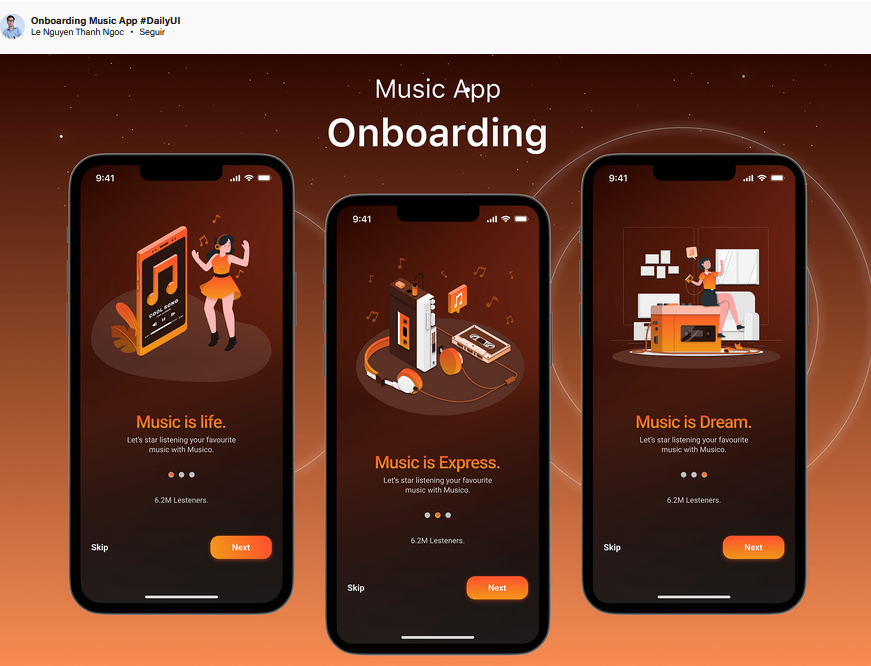 Onboarding Music App #DailyUI
Le Nguyen Thanh Ngoc • Seguir
Music App
Onboarding
9:41
COOL SONG
Music is life.
Let's star listening your favourite
music with Musico.
6.2M Lesteners.
Skip
Next
9:41
Music is Express.
Let's star listening your favourite
music with Musico.
6.2M Lesteners.
Skip
Next
9:41
Music is Dream.
Let's star listening your favourite
music with Musico.
6.2M Lesteners.
Skip
Next